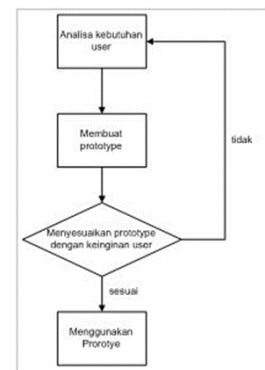 Analisa kebutuhan
user
Membuat
prototype
tidak
Menyesuaikan prototype
dengan keinginan user
sesuai
Menggunakan
Prorotye